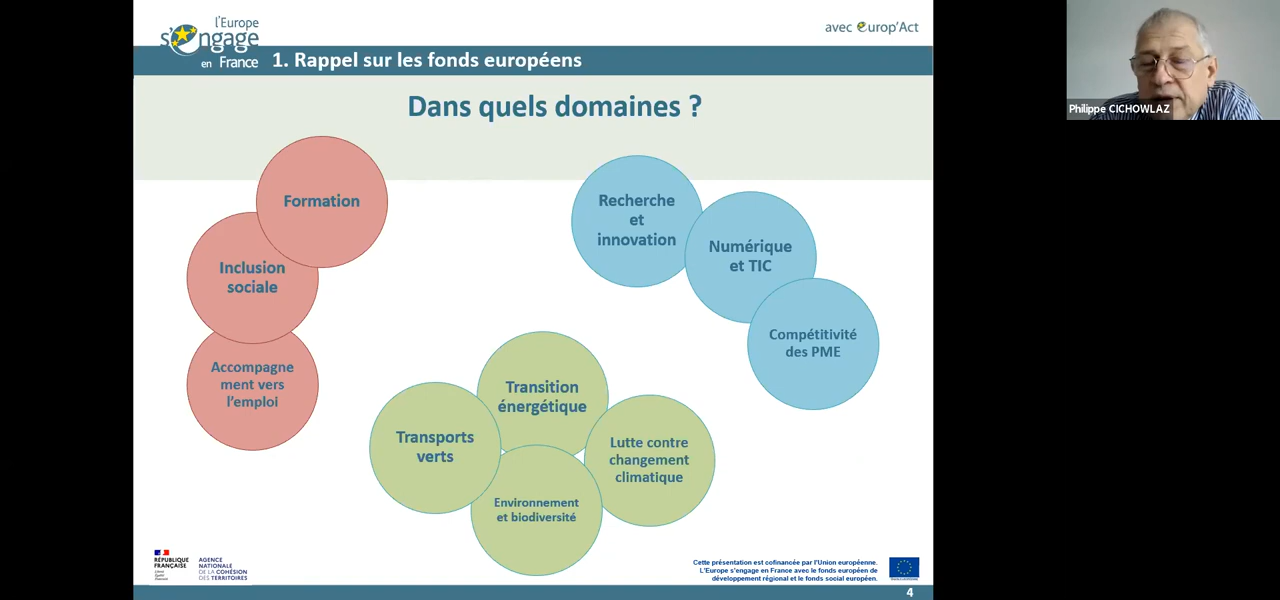 l'Europe
s'engage
en France
avec Europ'Act
1. Rappel sur les fonds européens
Philippe CICHOWLAZ
Dans quels domaines ?
Formation
Inclusion
sociale
Accompagne
ment vers
l'emploi
Recherche
et
innovation
Numérique
et TIC
Compétitivité
des PME
Transition
énergétique
Transports
verts
Lutte contre
changement
climatique
Environnement
et biodiversité
RÉPUBLIQUE
FRANÇAISE
Liberté
Égalité
Fraternité
AGENCE
NATIONALE
DE LA COHÉSION
DES TERRITOIRES
Cette présentation est cofinancée par l'Union européenne.
L'Europe s'engage en France avec le fonds européen de
développement régional et le fonds social européen.
4